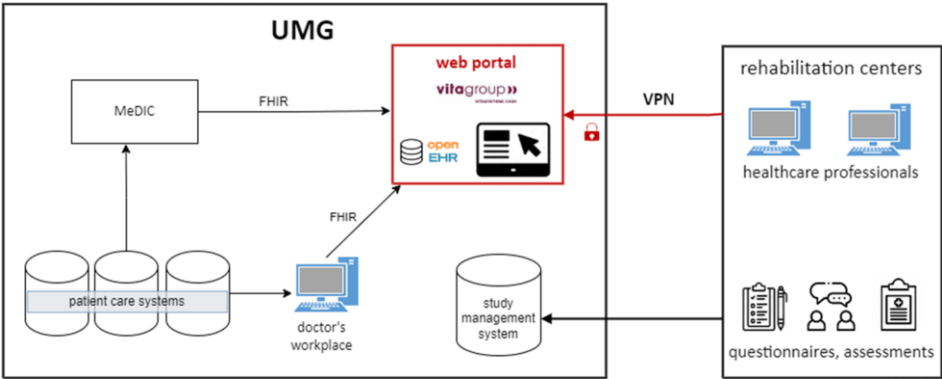 UMG
web portal
vitagroup»
open
EHR
MeDIC
FHIR
FHIR
patient care systems
doctor's
workplace
study
management
system
VPN
rehabilitation centers
healthcare professionals
questionnaires, assessments